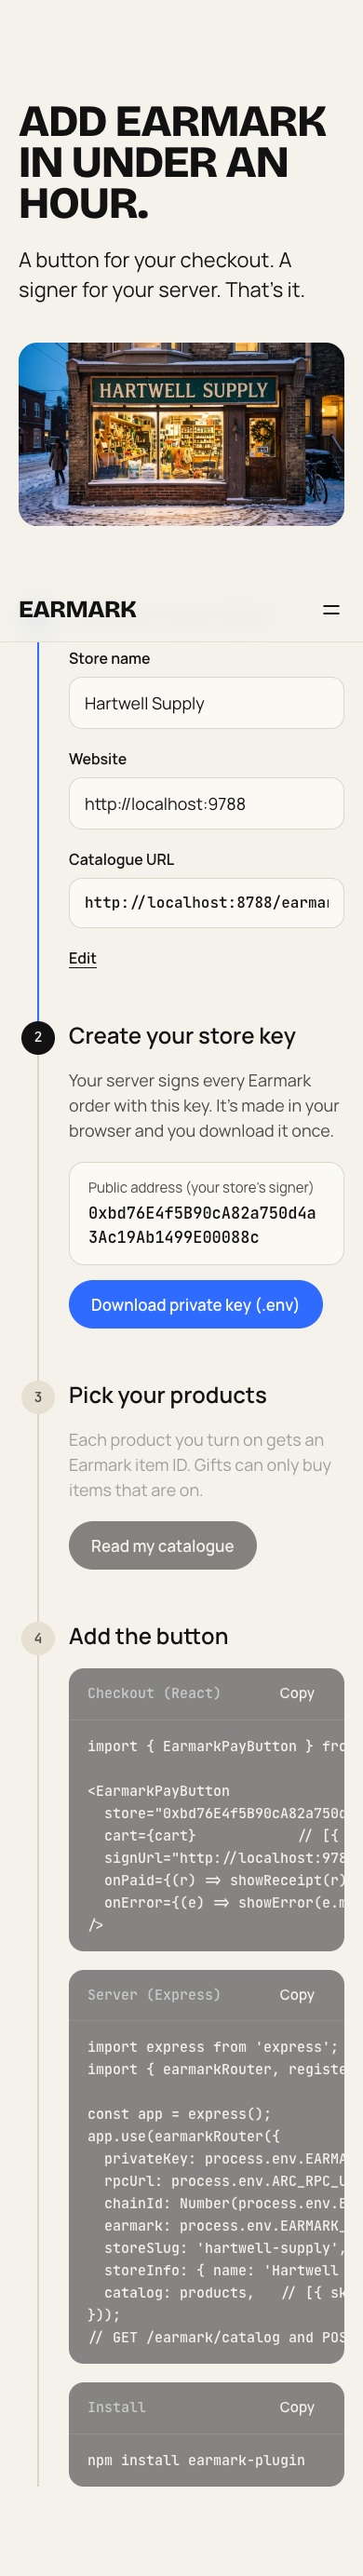 ADD EARMARK
IN UNDER AN
HOUR.
A button for your checkout. A
signer for your server. That's it.
HARTWELL SUPPLY
EARMARK
Store name
Hartwell Supply
Website
http://localhost:9788
Catalogue URL
http://localhost:8788/earmar
Edit
2
Create your store key
Your server signs every Earmark
order with this key. It's made in your
browser and you download it once.
Public address (your store's signer)
0xbd76E4f5B90cA82a750d4a
3Ac19Ab1499E00088c
Download private key (.env)
3
Pick your products
Each product you turn on gets an
Earmark item ID. Gifts can only buy
items that are on.
Read my catalogue
4
Add the button
Checkout (React)
Copy
import { EarmarkPayButton } fro
<EarmarkPayButton
store="0xbd76E4f5B90cA82a750d
cart={cart} // [{
signUrl="http://localhost:978
onPaid={(r) => showReceipt(r)
onError={(e) => showError(e.m
/>
Server (Express)
Copy
import express from 'express';
import { earmarkRouter, registe
const app = express();
app.use(earmarkRouter({
privateKey: process.env.EARMA
rpcUrl: process.env.ARC_RPC_U
chainId: Number(process.env.E
earmark: process.env.EARMARK_
storeSlug: 'hartwell-supply',
storeInfo: { name: 'Hartwell
catalog: products, // [{ sk
}));
// GET /earmark/catalog and POS
Install
Copy
npm install earmark-plugin